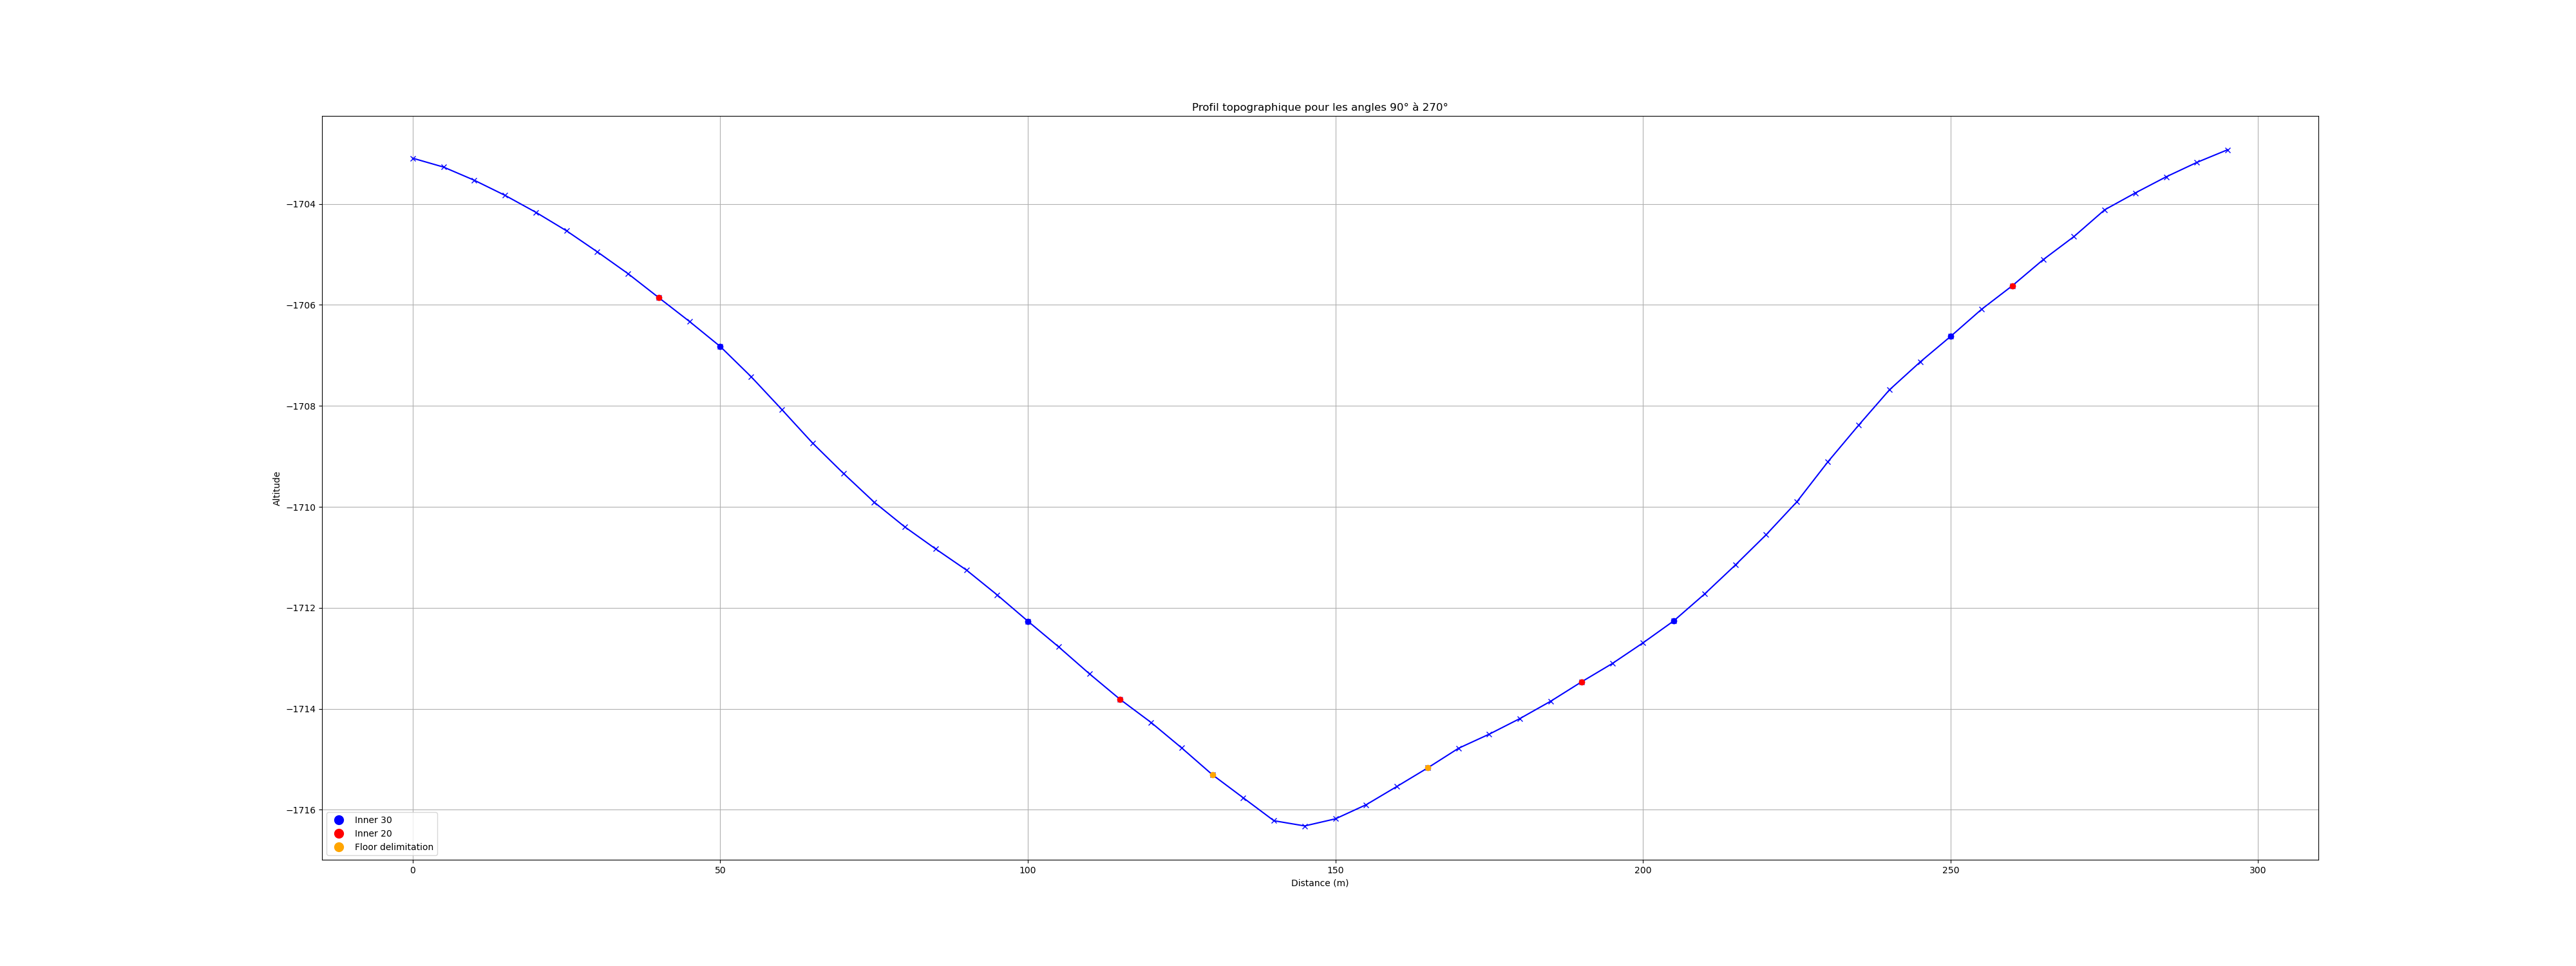 Profil topographique pour les angles 90° à 270°
Altitude
−1704
−1706
−1708
−1710
−1712
−1714
−1716
Inner 30
Inner 20
Floor delimitation
0
50
100
150
200
250
300
Distance (m)